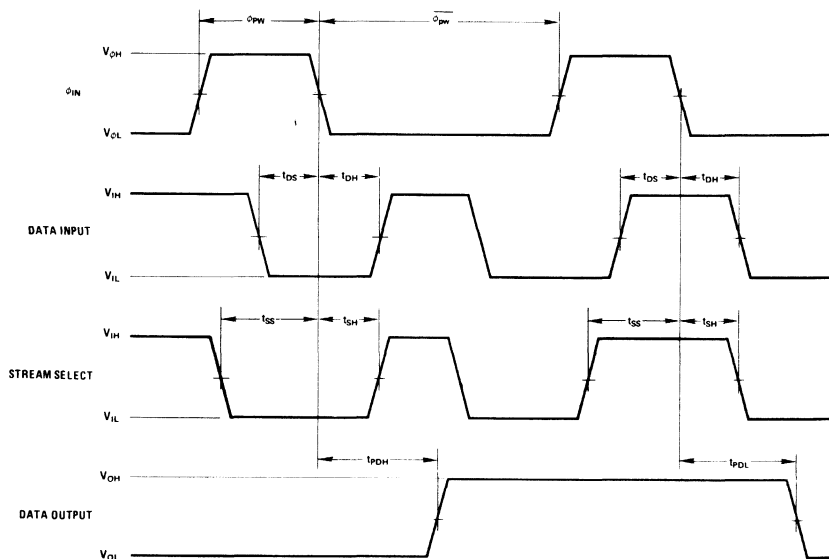 ϕPW
ϕpw
VϕH
ϕIN
VϕL
tDS
tDH
tDS
tDH
VIH
DATA INPUT
VIL
tSS
tSH
tSS
tSH
VIH
STREAM SELECT
VIL
tPDH
tPDL
VOH
DATA OUTPUT
VOL